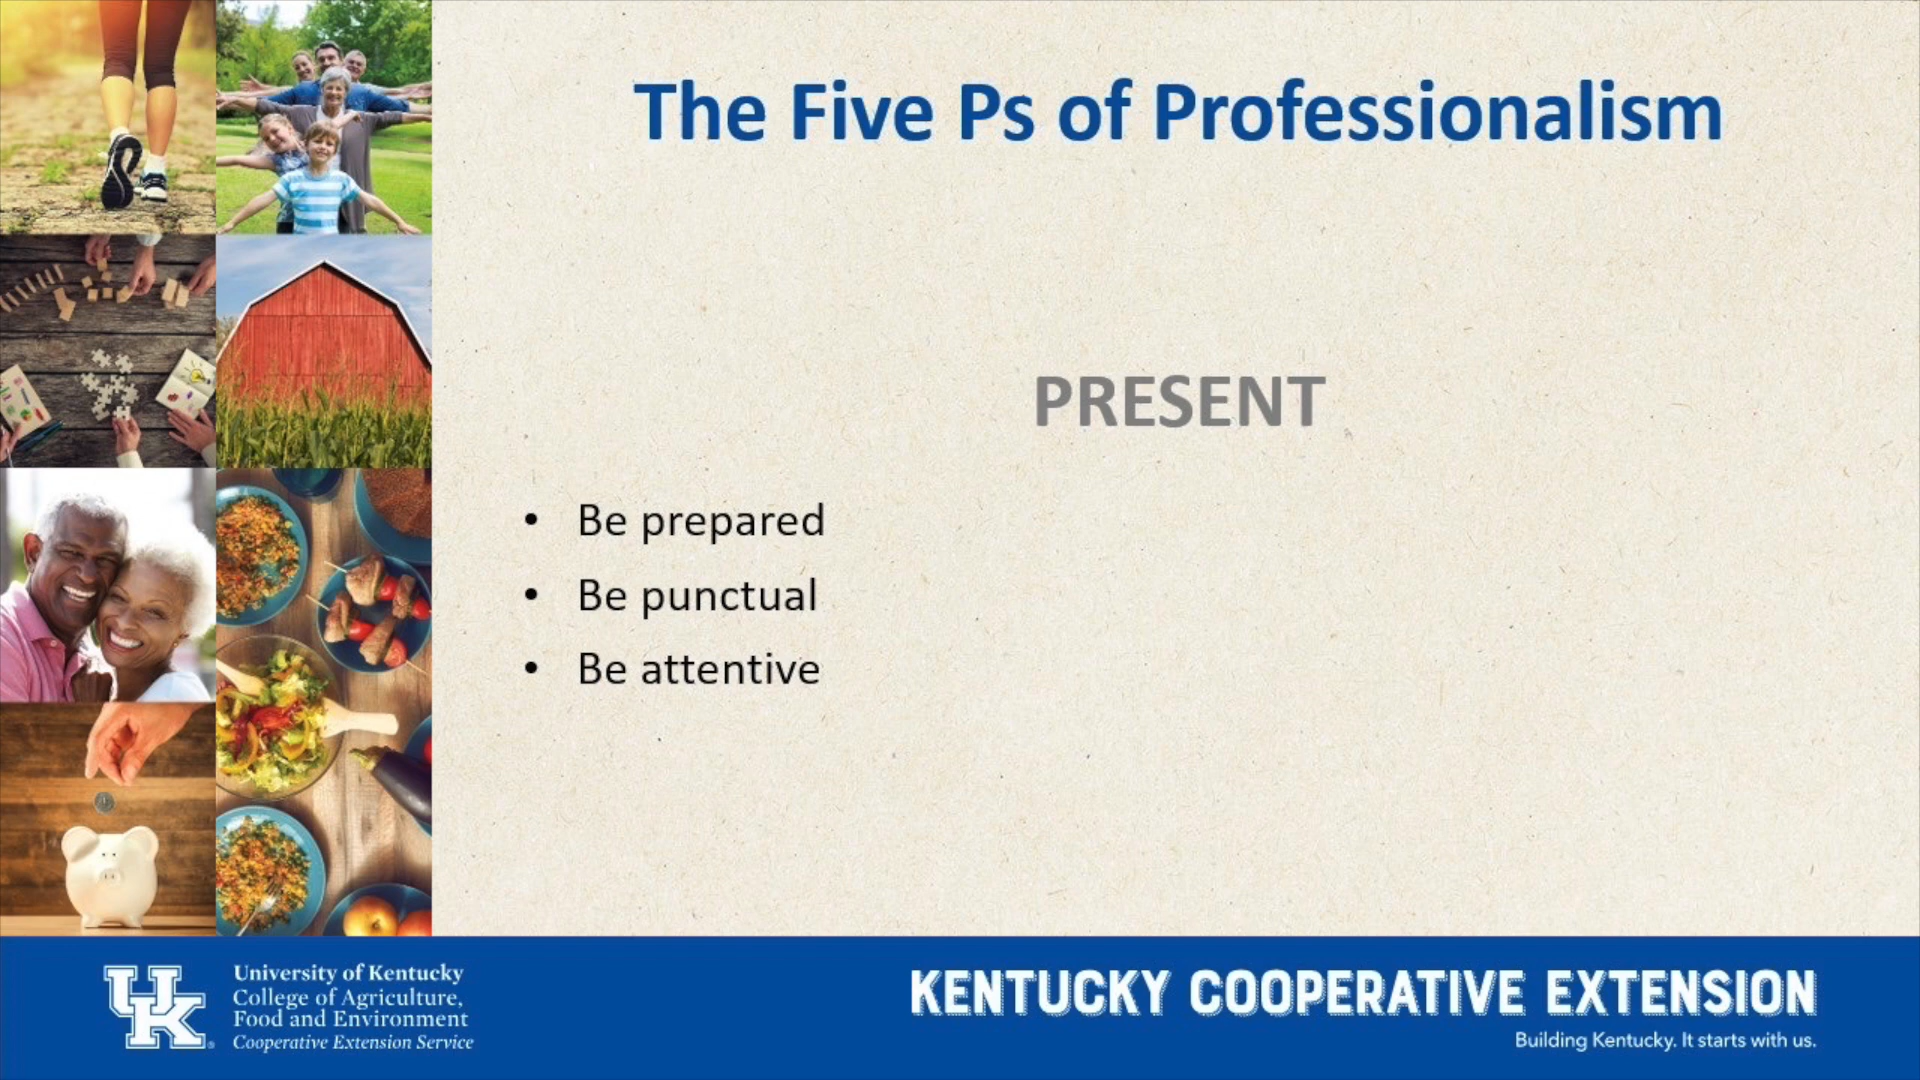 The Five Ps of Professionalism
PRESENT
• Be prepared
• Be punctual
• Be attentive
UK
University of Kentucky
College of Agriculture,
Food and Environment
Cooperative Extension Service
KENTUCKY COOPERATIVE EXTENSION
Building Kentucky. It starts with us.